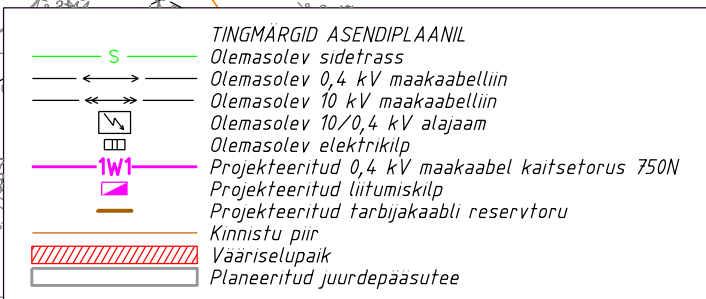 TINGMÄRGID ASENDIPLAANIL
S Olemasolev sidetrass
Olemasolev 0,4 kV maakaabelliin
Olemasolev 10 kV maakaabelliin
Olemasolev 10/0,4 kV alajaam
Olemasolev elektrikilp
1W1 Projekteeritud 0,4 kV maakaabel kaitsetorus 750N
Projekteeritud liitumiskilp
Projekteeritud tarbijakaabli reservtoru
Kinnistu piir
Vääriselupaik
Planeeritud juurdepääsutee